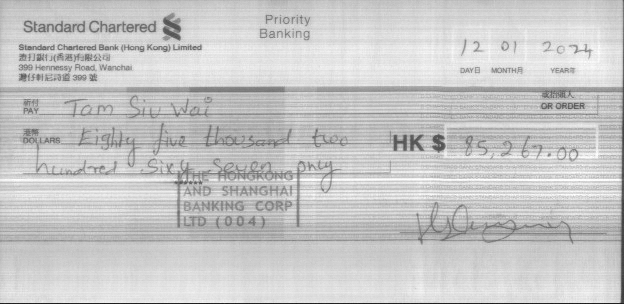 Standard Chartered
Priority
Banking
Standard Chartered Bank (Hong Kong) Limited
渣打銀行(香港)有限公司
399 Hennessy Road, Wanchai
灣仔軒尼詩道 399 號
12 01 2024
DAY日 MONTH月 YEAR年
祈付
PAY Tam Siu Wai
或持票人
OR ORDER
港幣
DOLLARS Eighty five thousand two
hundred Sixty Seven only
HK $ 85,267.00
THE HONGKONG
AND SHANGHAI
BANKING CORP
LTD (004)